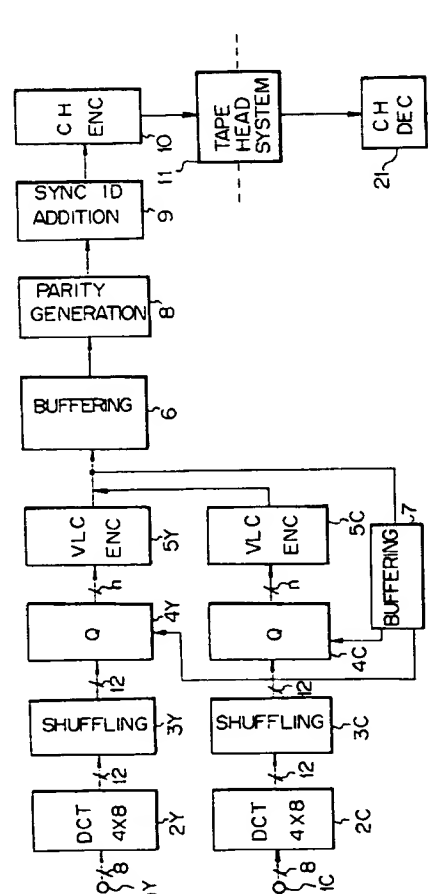 8
1Y
DCT
4X8
2Y
12
SHUFFLING
3Y
12
Q
4Y
n
VLC
ENC
5Y
BUFFERING
6
PARITY
GENERATION
8
SYNC ID
ADDITION
9
CH
ENC
10
TAPE
HEAD
SYSTEM
11
CH
DEC
21
8
1C
DCT
4X8
2C
12
SHUFFLING
3C
12
Q
4C
n
VLC
ENC
5C
BUFFERING
7